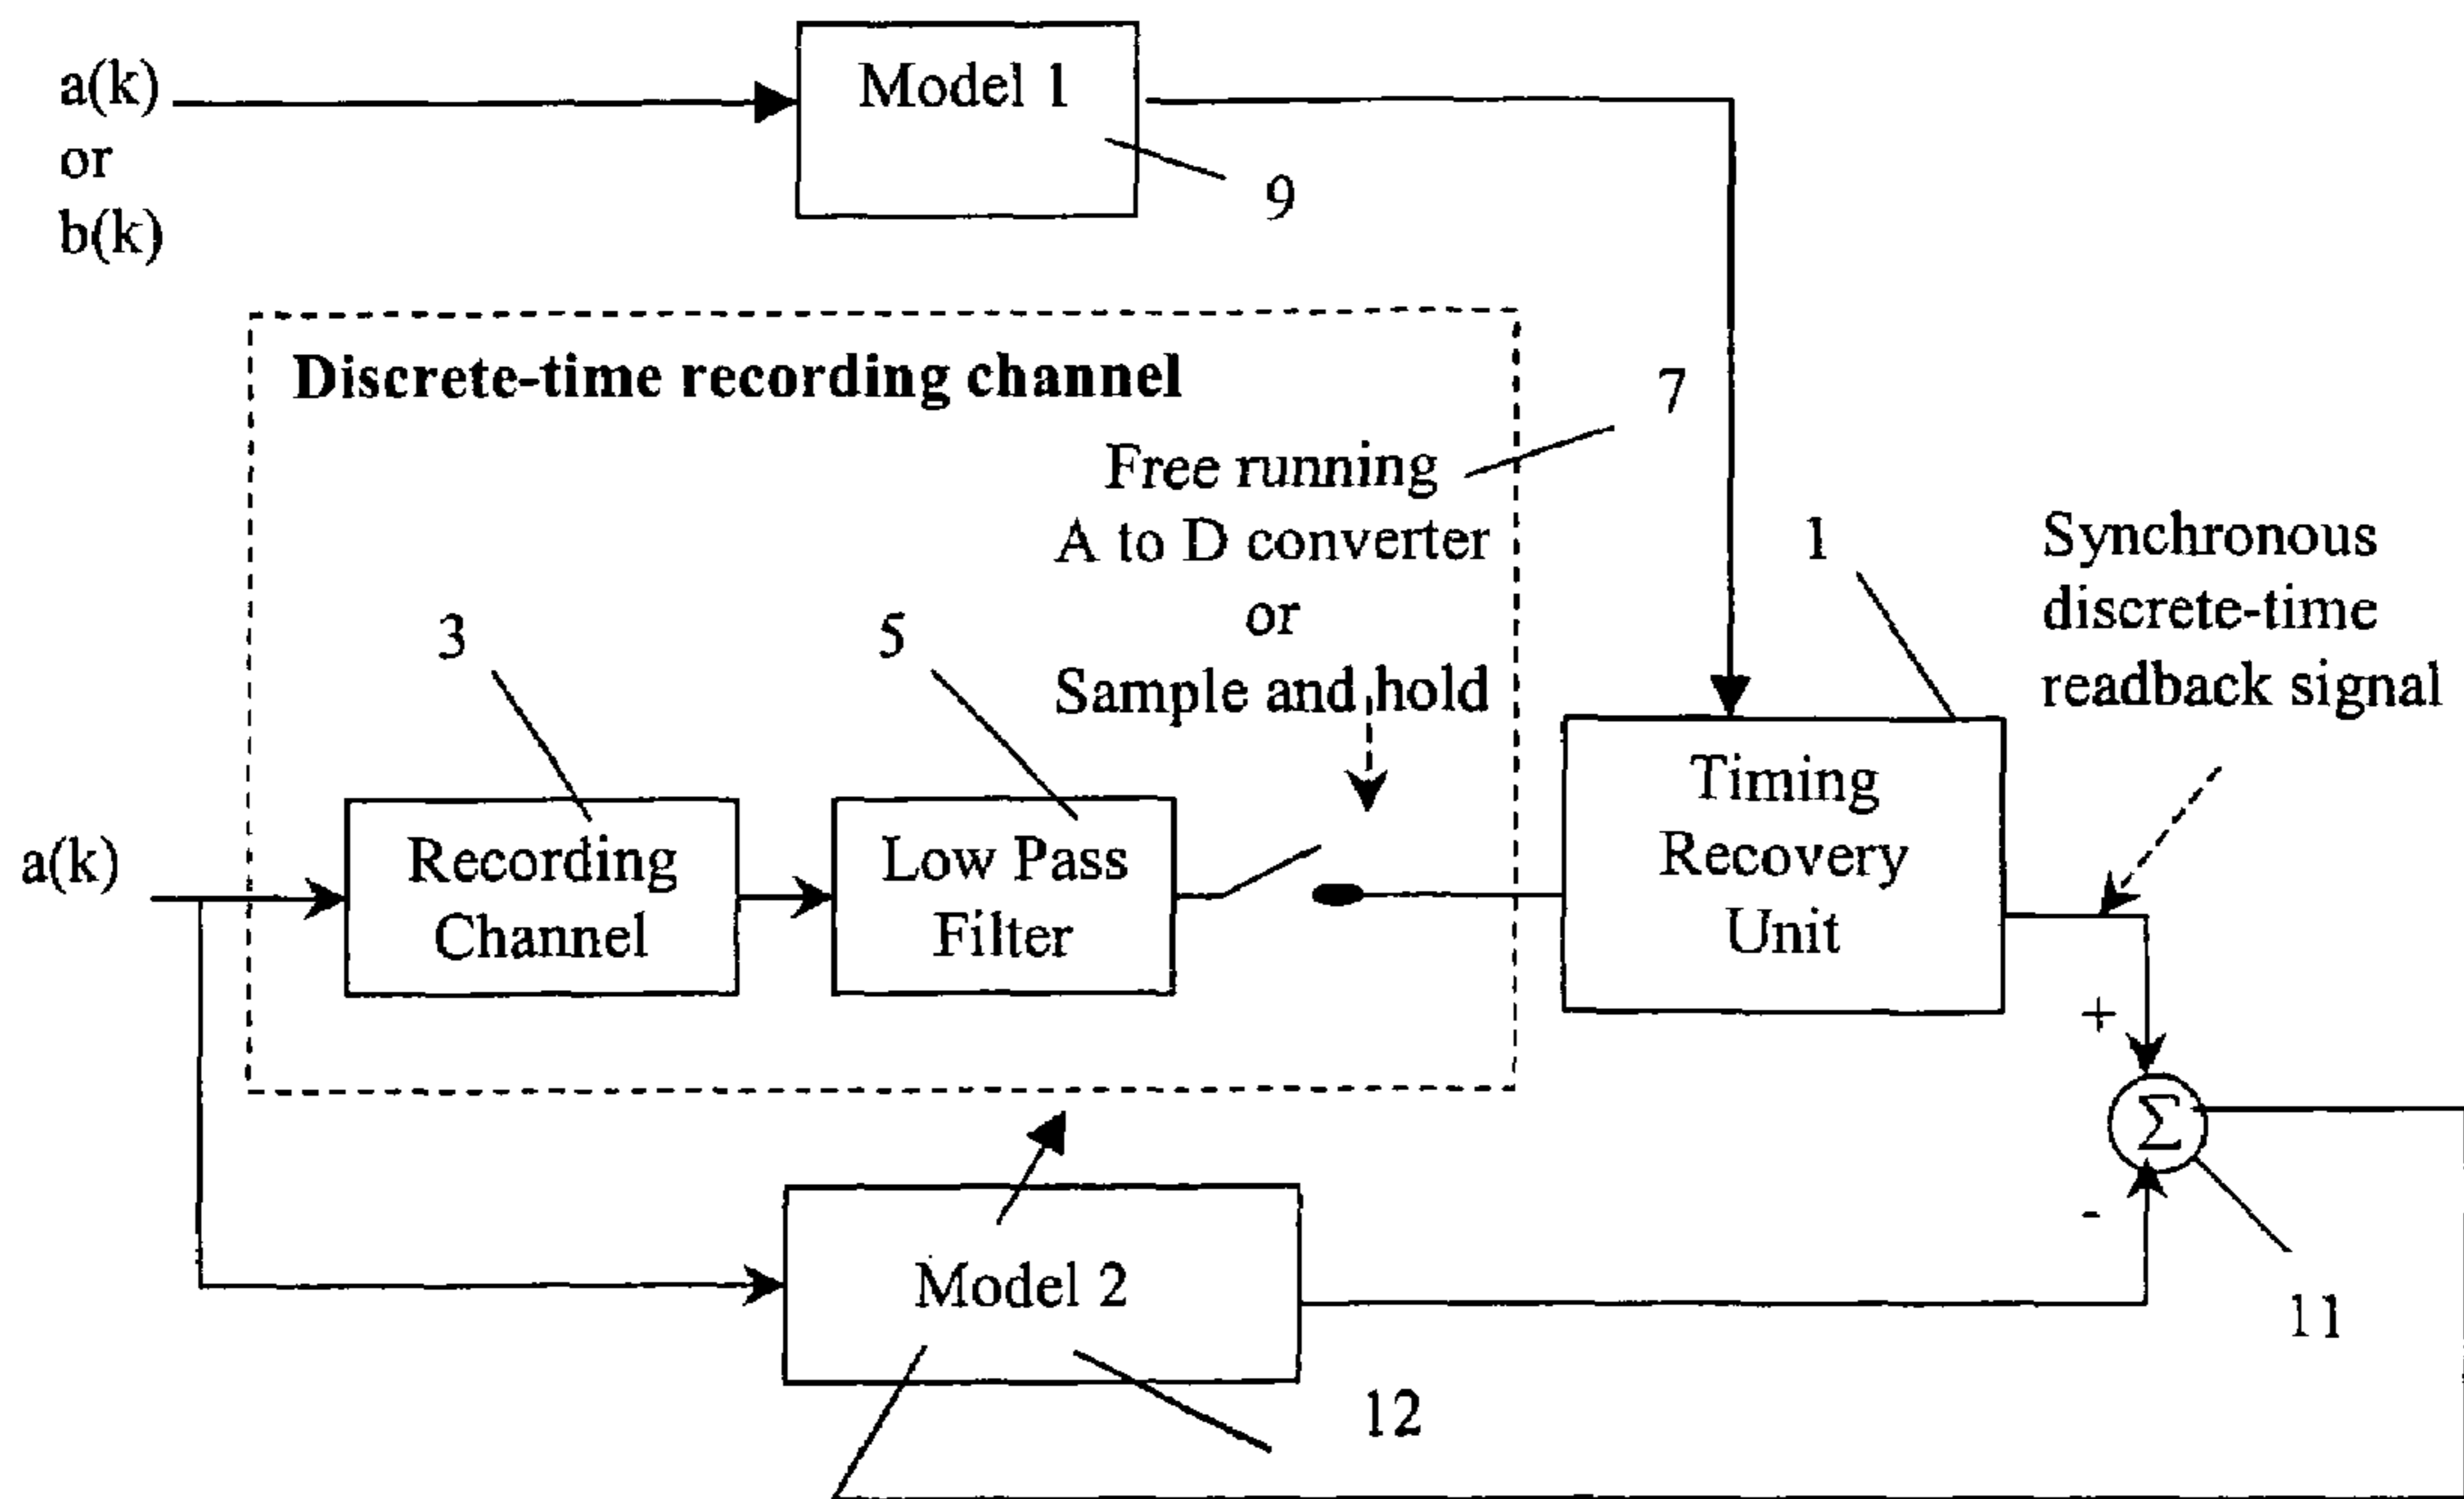 a(k)
or
b(k)
Model 1
9
Discrete-time recording channel
7
Free running
A to D converter
or
Sample and hold
1
Synchronous
discrete-time
readback signal
3
5
a(k)
Recording
Channel
Low Pass
Filter
Timing
Recovery
Unit
+
Σ
-
11
Model 2
12